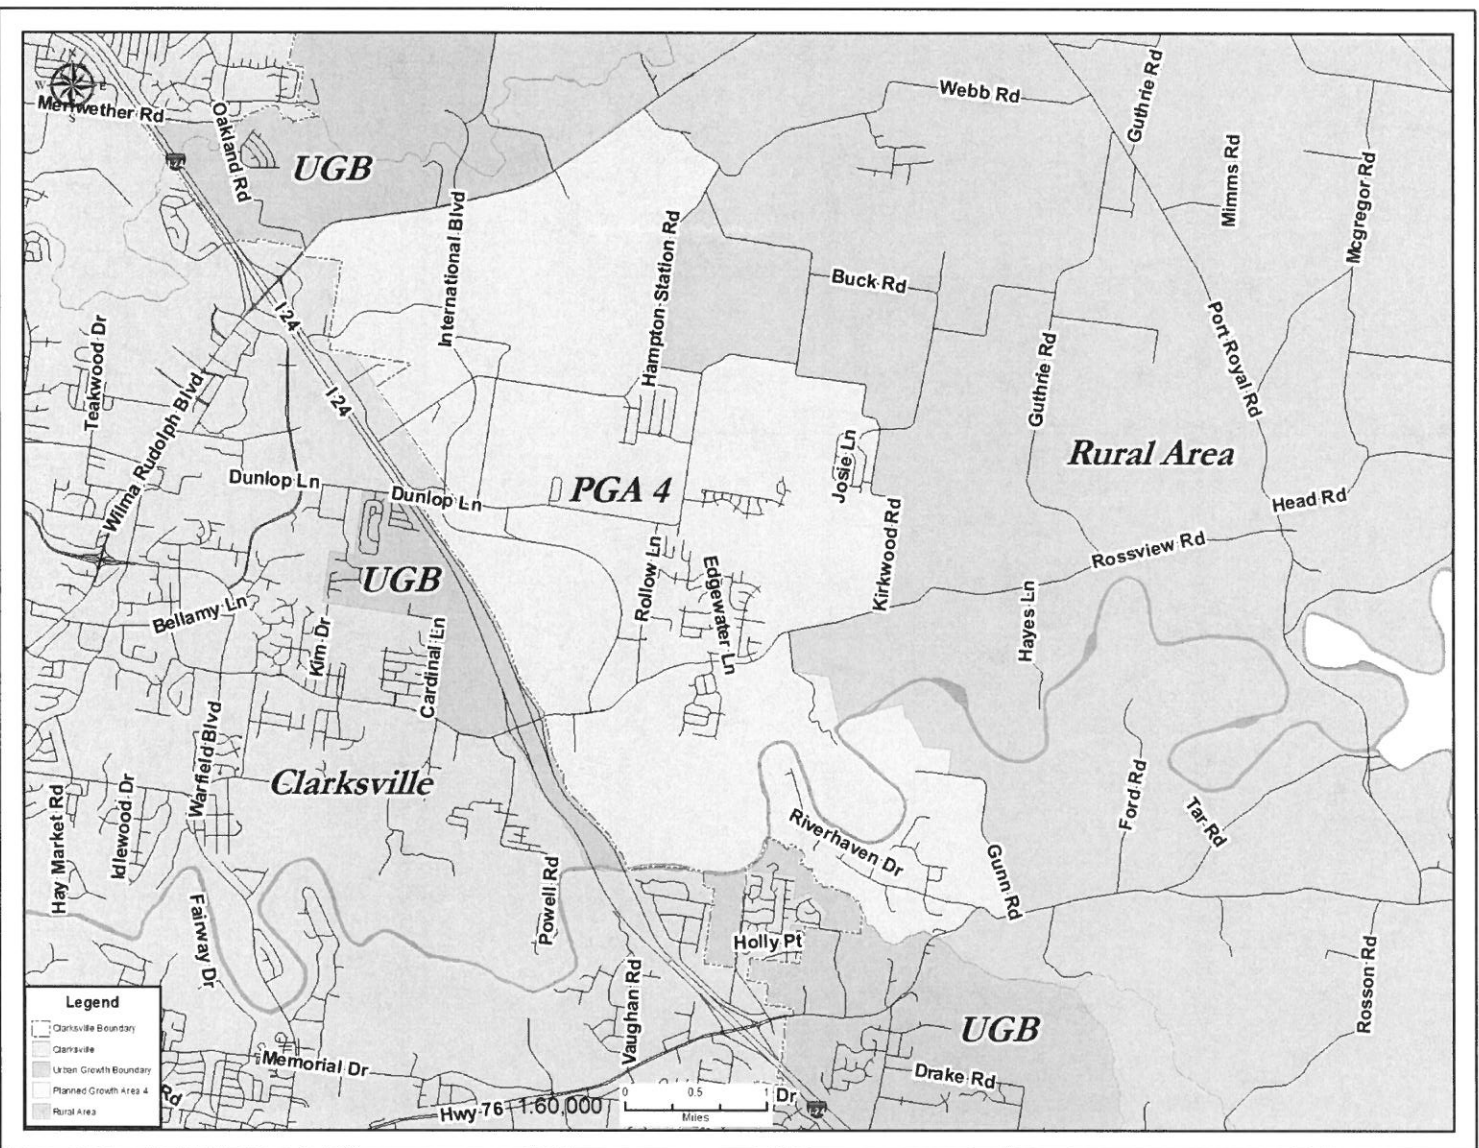 N
W E
S
Meriwether Rd
Oakland Rd
UGB
Webb Rd
Guthrie Rd
Mimms Rd
Mcgregor Rd
International Blvd
Hampton Station Rd
Buck Rd
I 24
Teakwood Dr
I 24
Port Royal Rd
Guthrie Rd
Wilma Rudolph Blvd
Dunlop Ln
Dunlop Ln
PGA 4
Josie Ln
Rural Area
Head Rd
Rossview Rd
Kirkwood Rd
UGB
Bellamy Ln
Rollow Ln
Edgewater Ln
Hayes Ln
Kim Dr
Cardinal Ln
Warfield Blvd
Clarksville
Hay Market Rd
Idlewood Dr
Riverhaven Dr
Ford Rd
Tar Rd
Gunn Rd
Powell Rd
Fairway Dr
Holly Pt
Vaughan Rd
Rosson Rd
UGB
Drake Rd
Memorial Dr
Rd
Hwy 76
Dr
Legend
Clarksville Boundary
Clarksville
Urban Growth Boundary
Planned Growth Area 4
Rural Area
1:60,000
0 0.5 1
Miles